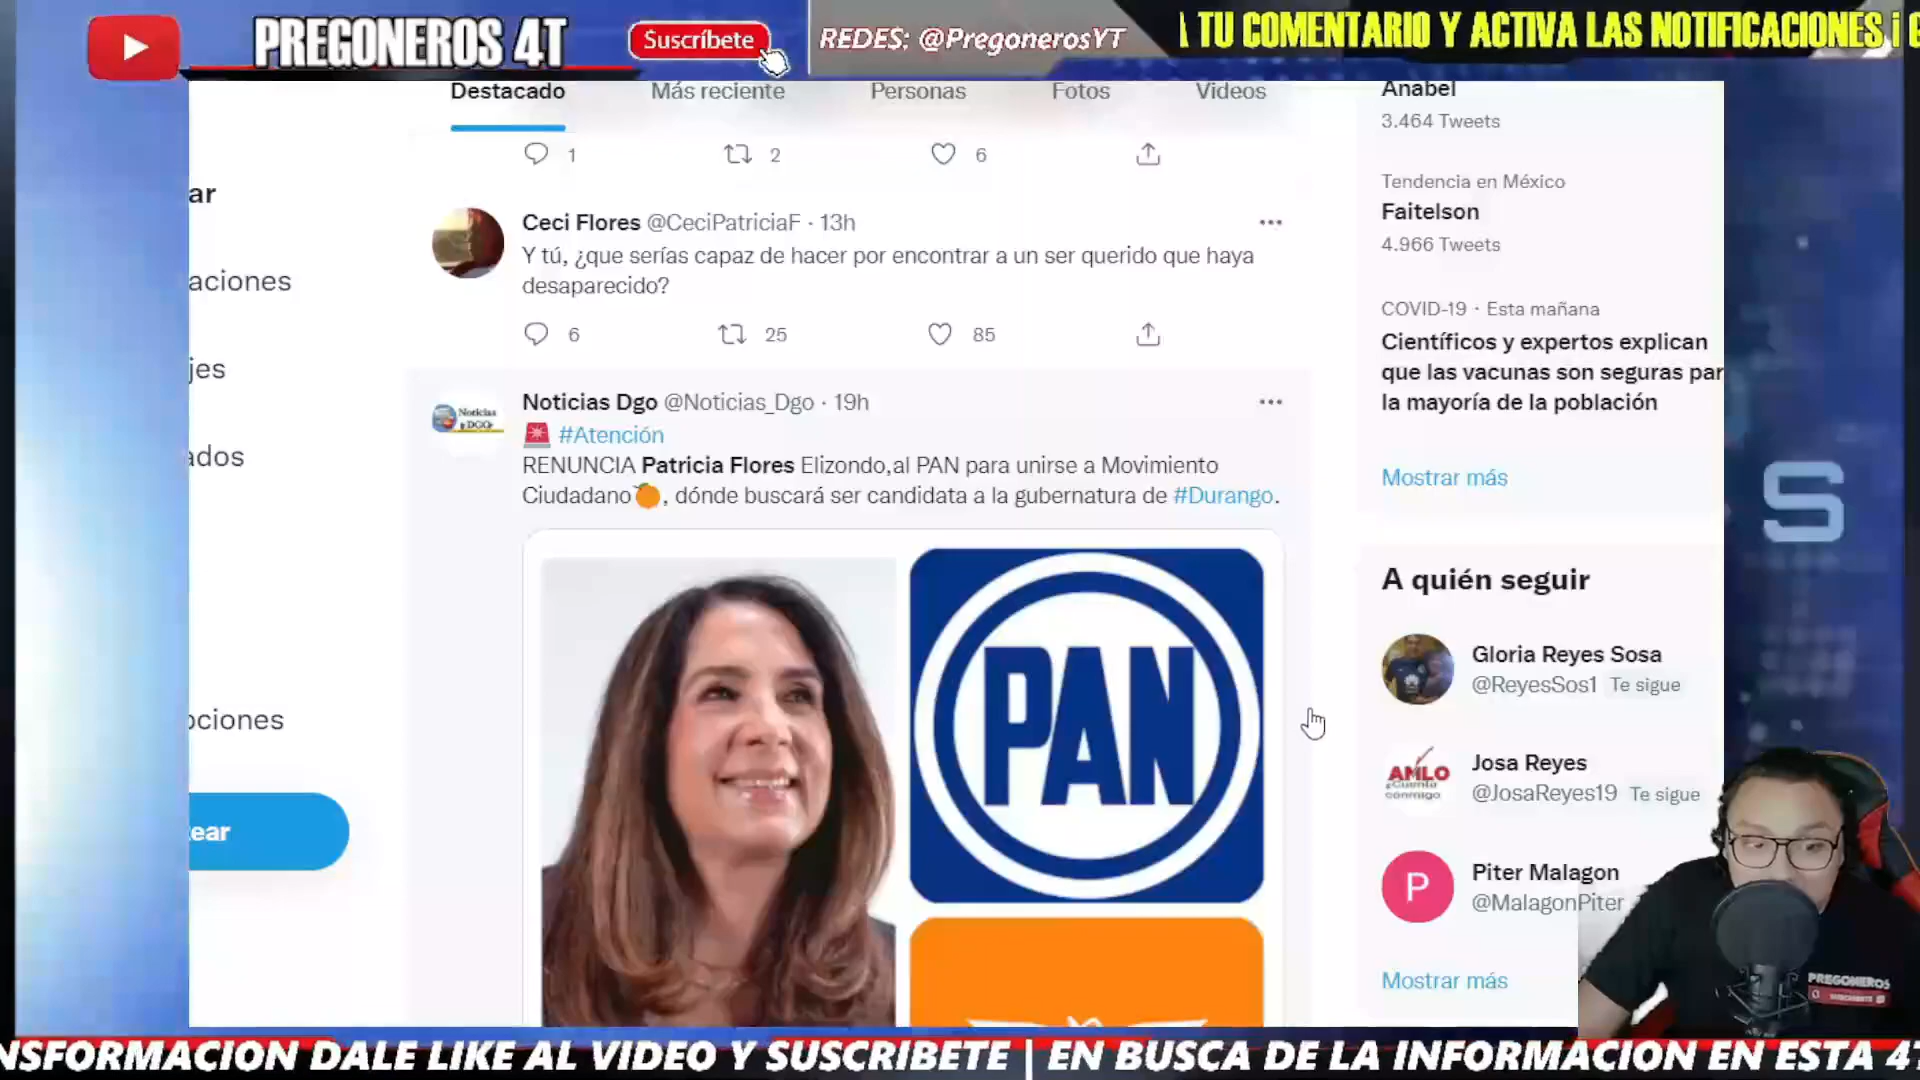 PREGONEROS 4T
Suscríbete
REDES: @PregonerosYT
TU COMENTARIO Y ACTIVA LAS NOTIFICACIONES ¡
Destacado
Más reciente
Personas
Fotos
Videos
1
2
6
ar
aciones
jes
ados
ociones
ear
Ceci Flores @CeciPatriciaF · 13h
Y tú, ¿que serías capaz de hacer por encontrar a un ser querido que haya
desaparecido?
6
25
85
Noticias Dgo @Noticias_Dgo · 19h
Noticias
DGO
#Atención
RENUNCIA Patricia Flores Elizondo,al PAN para unirse a Movimiento
Ciudadano, dónde buscará ser candidata a la gubernatura de #Durango.
PAN
Anabel
3.464 Tweets
Tendencia en México
Faitelson
4.966 Tweets
COVID-19 · Esta mañana
Científicos y expertos explican
que las vacunas son seguras par
la mayoría de la población
Mostrar más
A quién seguir
Gloria Reyes Sosa
@ReyesSos1 Te sigue
AMLO
conmigo
Josa Reyes
@JosaReyes19 Te sigue
P
Piter Malagon
@MalagonPiter
Mostrar más
S
PREGONEROS
NSFORMACION DALE LIKE AL VIDEO Y SUSCRIBETE | EN BUSCA DE LA INFORMACION EN ESTA 4T